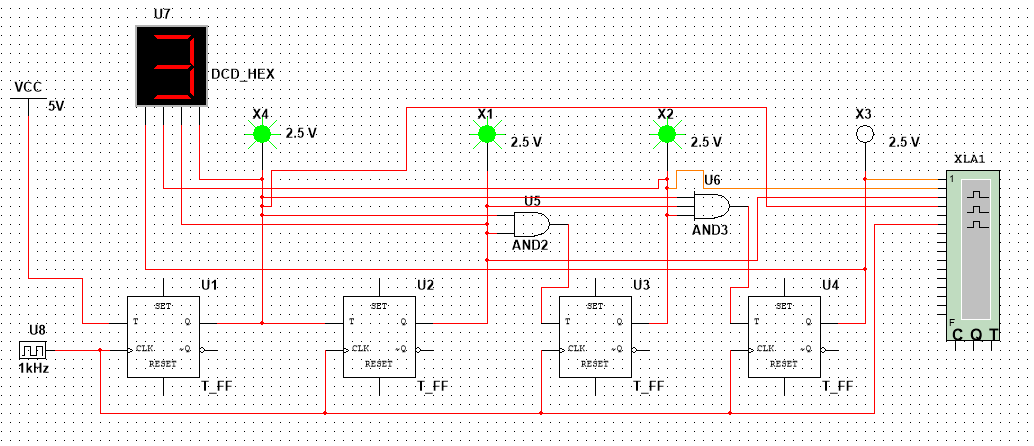 U7
3
DCD_HEX
VCC
5V
X4
2.5 V
X1
2.5 V
X2
2.5 V
X3
2.5 V
XLA1
1
F
C Q T
U6
AND3
U5
AND2
U1
SET
T Q
CLK ~Q
RESET
T_FF
U2
SET
T Q
CLK ~Q
RESET
T_FF
U3
SET
T Q
CLK ~Q
RESET
T_FF
U4
SET
T Q
CLK ~Q
RESET
T_FF
U8
1kHz